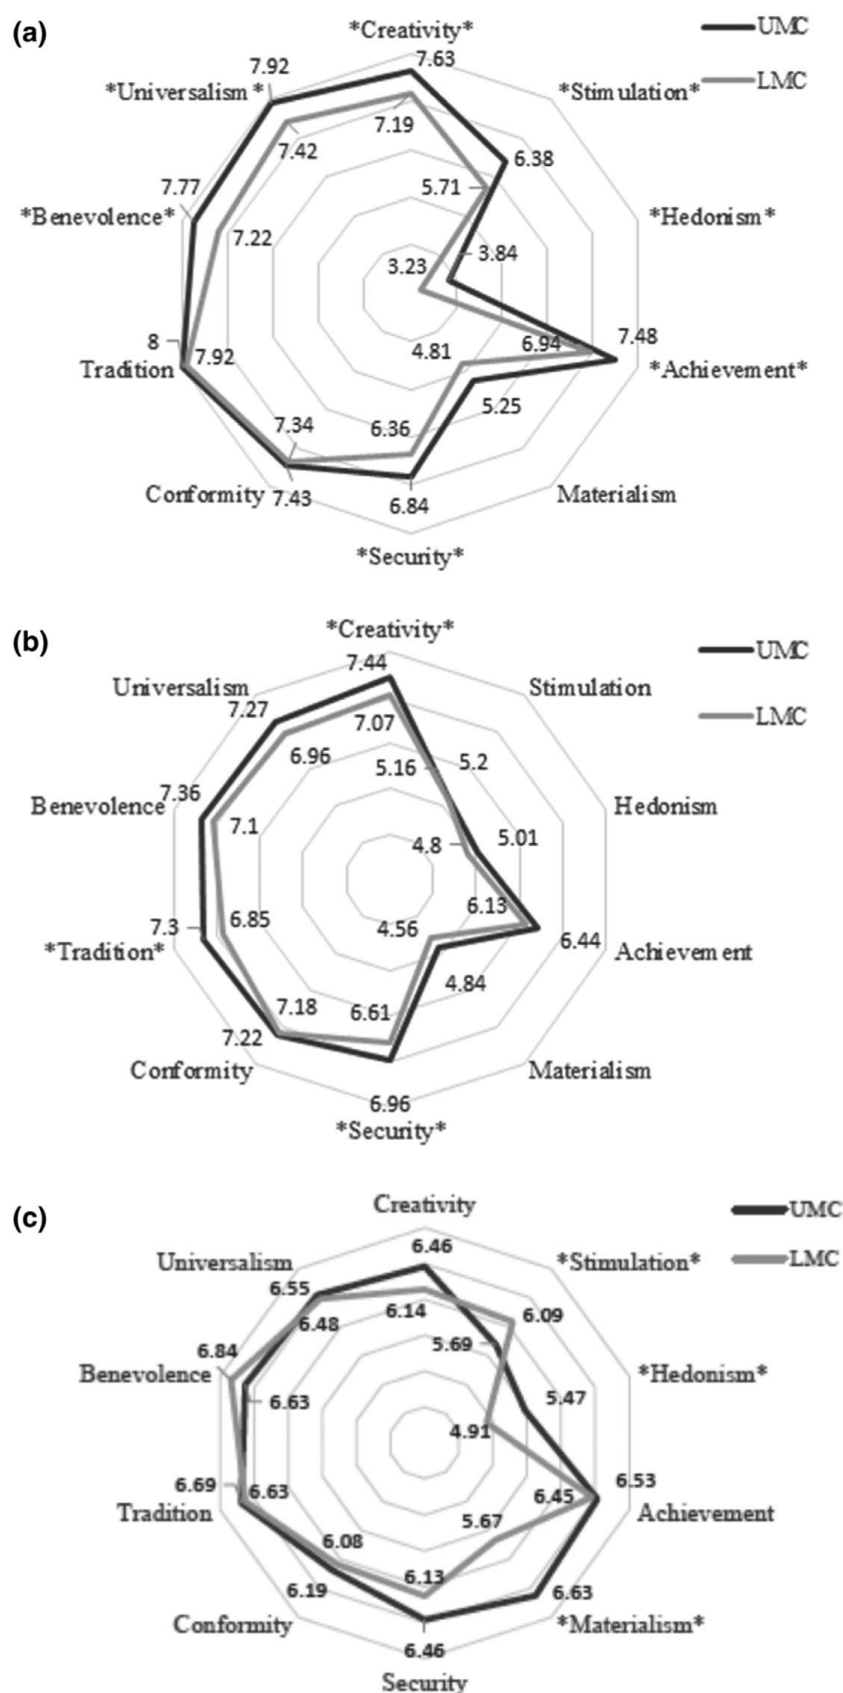 (a)
*Creativity*
UMC
7.63
LMC
7.92
*Universalism*
*Stimulation*
7.19
7.42
6.38
7.77
5.71
*Benevolence*
*Hedonism*
7.22
3.84
3.23
8
7.48
6.94
4.81
7.92
Tradition
*Achievement*
5.25
7.34
6.36
Conformity
7.43
6.84
Materialism
*Security*
(b)
*Creativity*
UMC
7.44
Universalism
Stimulation
7.27
LMC
7.07
6.96
5.16
5.2
7.36
Benevolence
Hedonism
7.1
4.8
5.01
7.3
6.85
6.13
4.56
6.44
*Tradition*
Achievement
4.84
7.18
6.61
7.22
Conformity
Materialism
6.96
*Security*
(c)
Creativity
UMC
6.46
Universalism
*Stimulation*
LMC
6.55
6.14
6.09
6.48
5.69
6.84
Benevolence
*Hedonism*
6.63
5.47
4.91
6.69
6.63
6.45
6.53
Tradition
Achievement
5.67
6.08
6.13
6.19
6.63
Conformity
*Materialism*
6.46
Security